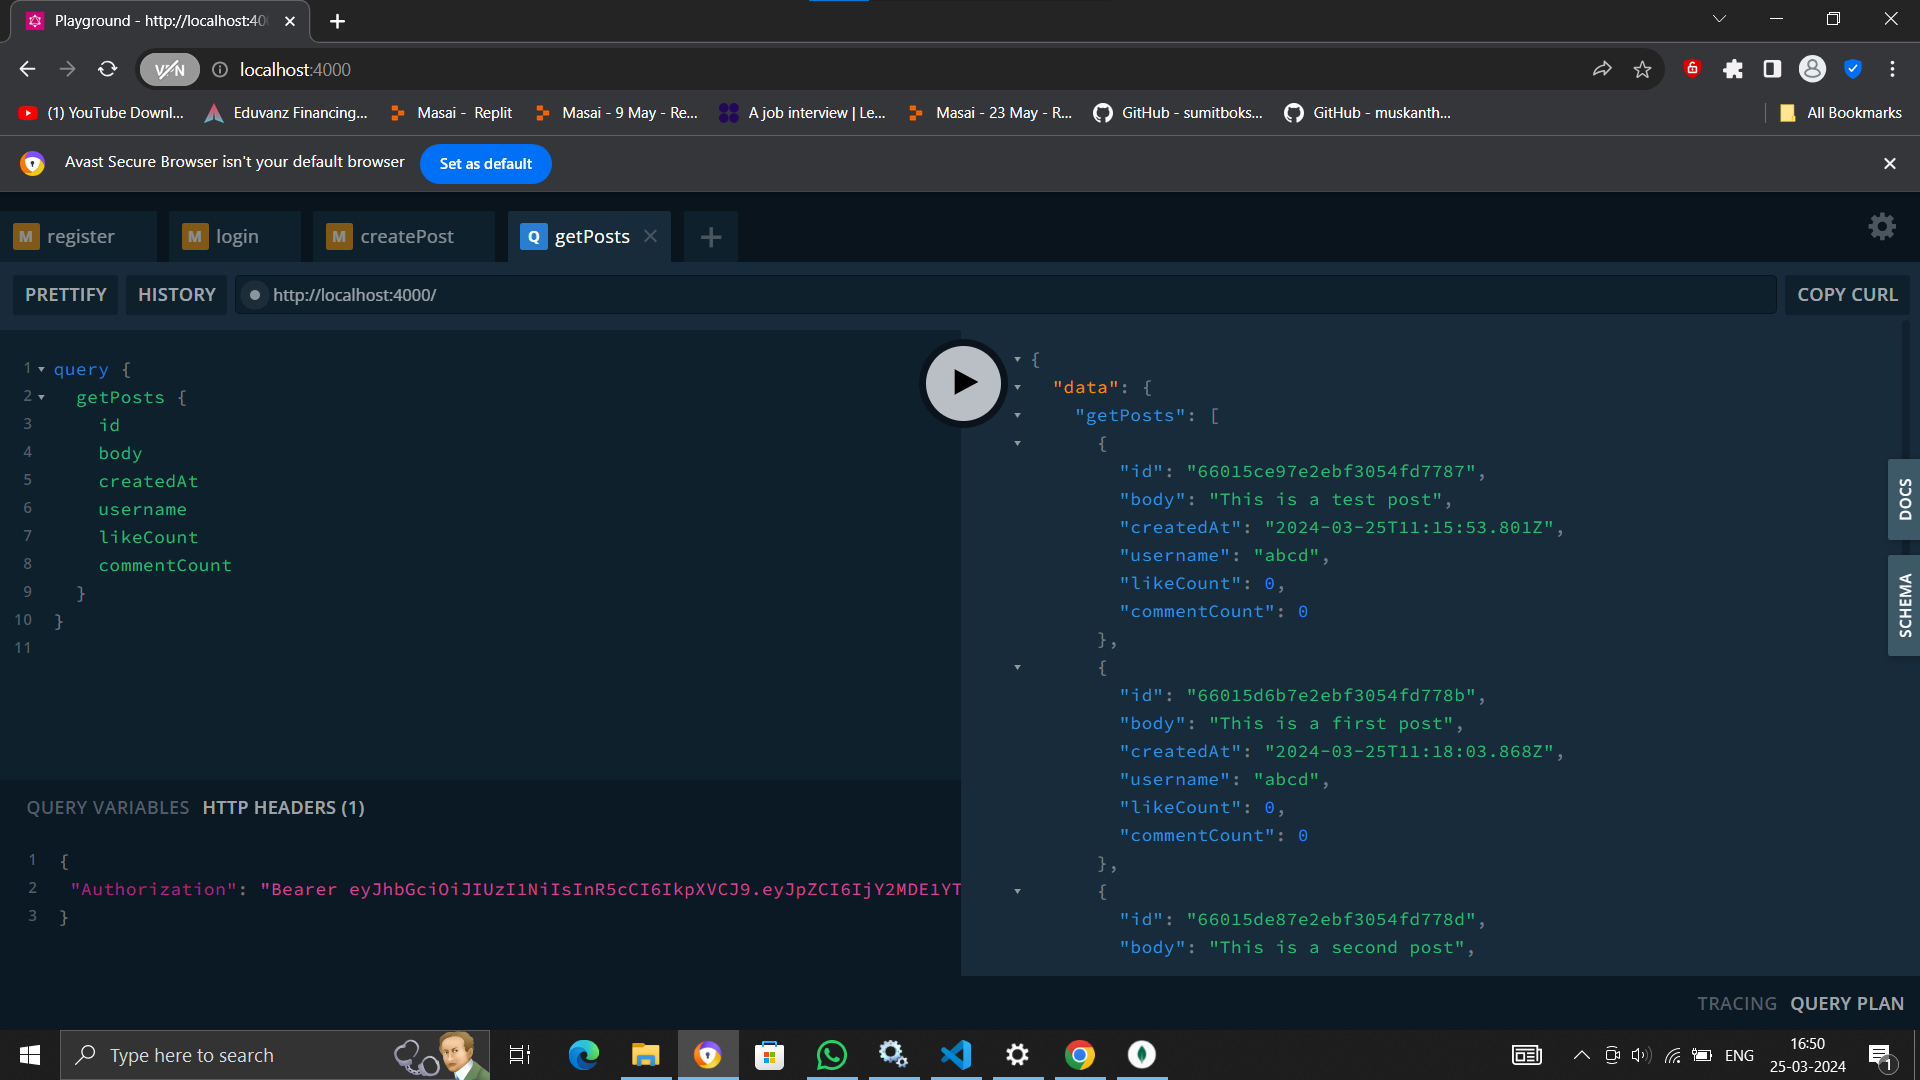 Playground - http://localhost:40
VPN
localhost:4000
(1) YouTube Downl...
Eduvanz Financing...
Masai - Replit
Masai - 9 May - Re...
A job interview | Le...
Masai - 23 May - R...
GitHub - sumitboks...
GitHub - muskanth...
All Bookmarks
Avast Secure Browser isn't your default browser
Set as default
M register
M login
M createPost
Q getPosts
PRETTIFY
HISTORY
http://localhost:4000/
COPY CURL
1 query {
2 getPosts {
3 id
4 body
5 createdAt
6 username
7 likeCount
8 commentCount
9 }
10 }
11
QUERY VARIABLES HTTP HEADERS (1)
1 {
2 "Authorization": "Bearer eyJhbGciOiJIUzI1NiIsInR5cCI6IkpXVCJ9.eyJpZCI6IjY2MDE1YT
3 }
{
"data": {
"getPosts": [
{
"id": "66015ce97e2ebf3054fd7787",
"body": "This is a test post",
"createdAt": "2024-03-25T11:15:53.801Z",
"username": "abcd",
"likeCount": 0,
"commentCount": 0
},
{
"id": "66015d6b7e2ebf3054fd778b",
"body": "This is a first post",
"createdAt": "2024-03-25T11:18:03.868Z",
"username": "abcd",
"likeCount": 0,
"commentCount": 0
},
{
"id": "66015de87e2ebf3054fd778d",
"body": "This is a second post",
DOCS
SCHEMA
TRACING QUERY PLAN
Type here to search
ENG
16:50
25-03-2024
1